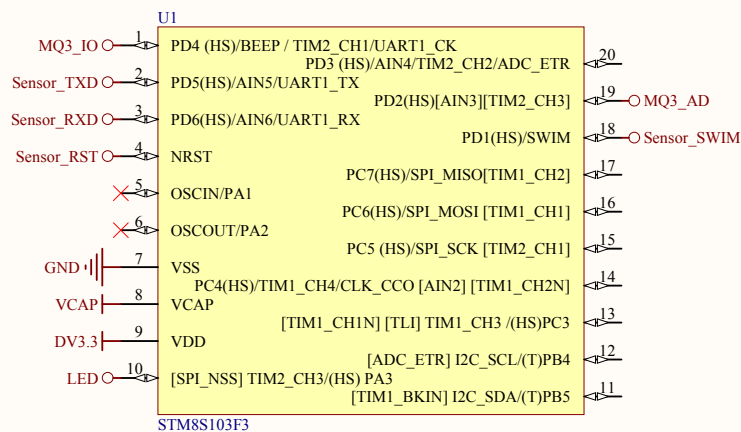 U1
MQ3_IO 1 PD4 (HS)/BEEP / TIM2_CH1/UART1_CK
PD3 (HS)/AIN4/TIM2_CH2/ADC_ETR 20
Sensor_TXD 2 PD5(HS)/AIN5/UART1_TX
PD2(HS)[AIN3][TIM2_CH3] 19 MQ3_AD
Sensor_RXD 3 PD6(HS)/AIN6/UART1_RX
PD1(HS)/SWIM 18 Sensor_SWIM
Sensor_RST 4 NRST
PC7(HS)/SPI_MISO[TIM1_CH2] 17
5 OSCIN/PA1
PC6(HS)/SPI_MOSI [TIM1_CH1] 16
6 OSCOUT/PA2
PC5 (HS)/SPI_SCK [TIM2_CH1] 15
GND 7 VSS
PC4(HS)/TIM1_CH4/CLK_CCO [AIN2] [TIM1_CH2N] 14
VCAP 8 VCAP
[TIM1_CH1N] [TLI] TIM1_CH3 /(HS)PC3 13
DV3.3 9 VDD
[ADC_ETR] I2C_SCL/(T)PB4 12
LED 10 [SPI_NSS] TIM2_CH3/(HS) PA3
[TIM1_BKIN] I2C_SDA/(T)PB5 11
STM8S103F3